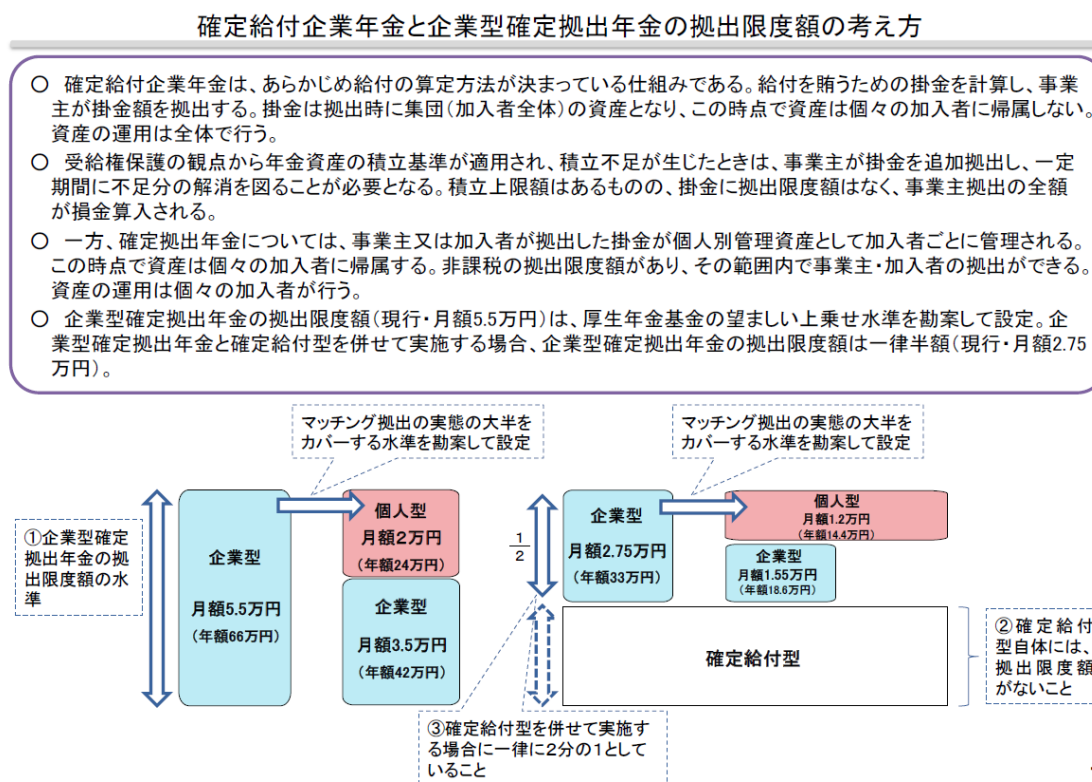 確定給付企業年金と企業型確定拠出年金の拠出限度額の考え方
○ 確定給付企業年金は、あらかじめ給付の算定方法が決まっている仕組みである。給付を賄うための掛金を計算し、事業
主が掛金額を拠出する。掛金は拠出時に集団(加入者全体)の資産となり、この時点で資産は個々の加入者に帰属しない。
資産の運用は全体で行う。
○ 受給権保護の観点から年金資産の積立基準が適用され、積立不足が生じたときは、事業主が掛金を追加拠出し、一定
期間に不足分の解消を図ることが必要となる。積立上限額はあるものの、掛金に拠出限度額はなく、事業主拠出の全額
が損金算入される。
○ 一方、確定拠出年金については、事業主又は加入者が拠出した掛金が個人別管理資産として加入者ごとに管理される。
この時点で資産は個々の加入者に帰属する。非課税の拠出限度額があり、その範囲内で事業主・加入者の拠出ができる。
資産の運用は個々の加入者が行う。
○ 企業型確定拠出年金の拠出限度額(現行・月額5.5万円)は、厚生年金基金の望ましい上乗せ水準を勘案して設定。企
業型確定拠出年金と確定給付型を併せて実施する場合、企業型確定拠出年金の拠出限度額は一律半額(現行・月額2.75
万円)。
マッチング拠出の実態の大半を
カバーする水準を勘案して設定
マッチング拠出の実態の大半を
カバーする水準を勘案して設定
①企業型確定
拠出年金の拠
出限度額の水
準
企業型
月額5.5万円
(年額66万円)
個人型
月額2万円
(年額24万円)
企業型
月額3.5万円
(年額42万円)
1
2
企業型
月額2.75万円
(年額33万円)
個人型
月額1.2万円
(年額14.4万円)
企業型
月額1.55万円
(年額18.6万円)
確定給付型
②確定給付
型自体には、
拠出限度額
がないこと
③確定給付型を併せて実施す
る場合に一律に2分の1として
いること